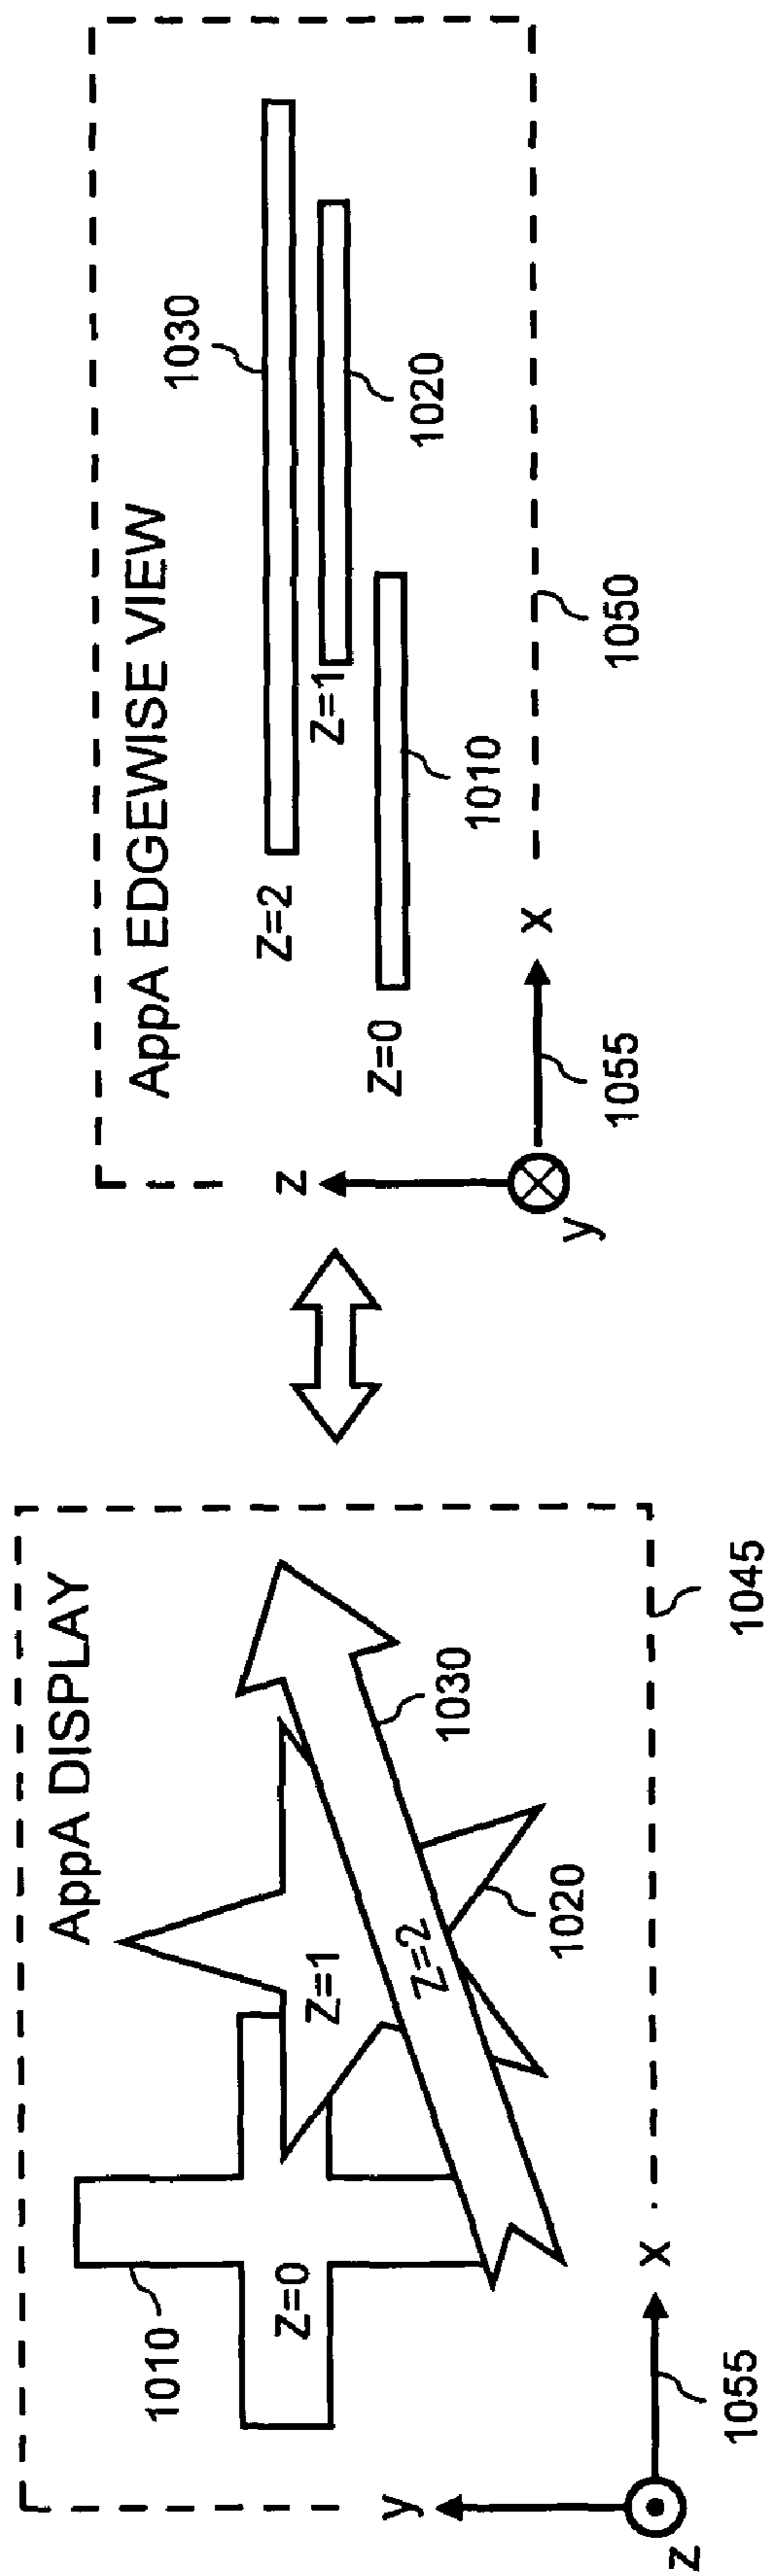 AppA DISPLAY
1010
Z=0
Z=1
Z=2
1030
1020
y
z
x
1055
1045
AppA EDGEWISE VIEW
1030
Z=2
Z=1
1020
Z=0
1010
z
y
x
1055
1050